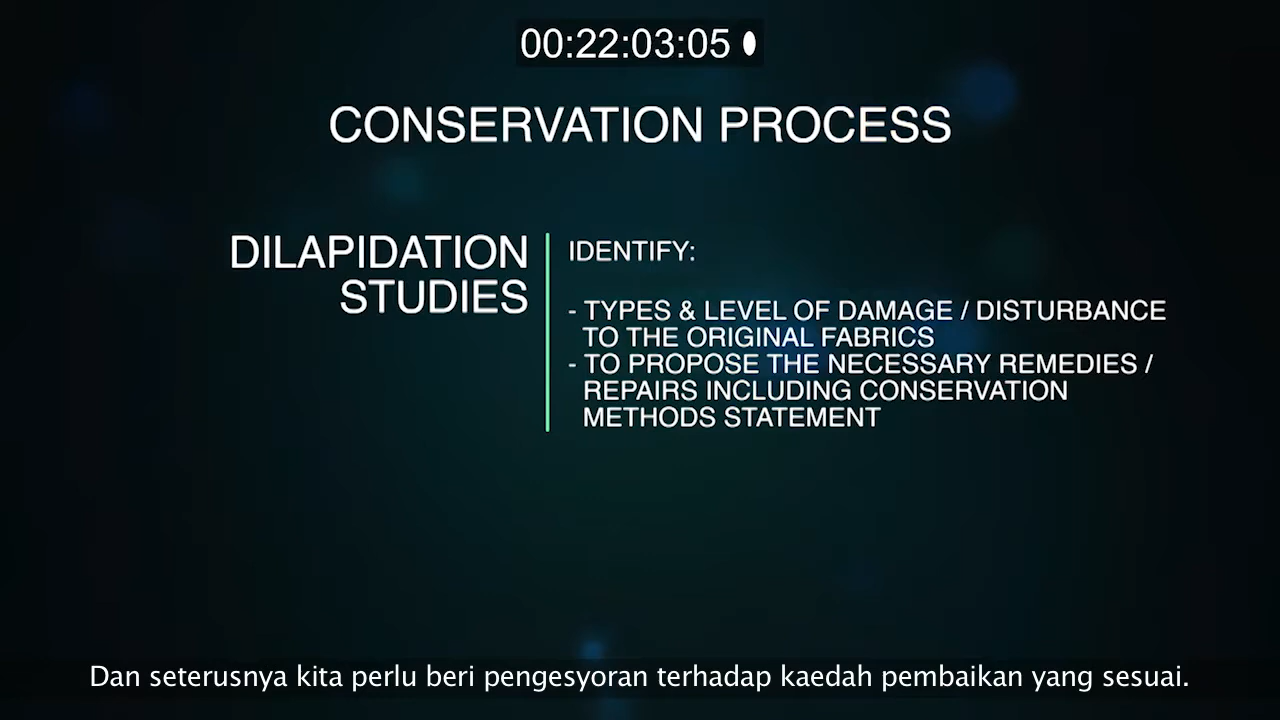 00:22:03:05
CONSERVATION PROCESS
DILAPIDATION
STUDIES
IDENTIFY:
- TYPES & LEVEL OF DAMAGE / DISTURBANCE
TO THE ORIGINAL FABRICS
- TO PROPOSE THE NECESSARY REMEDIES /
REPAIRS INCLUDING CONSERVATION
METHODS STATEMENT
Dan seterusnya kita perlu beri pengesyoran terhadap kaedah pembaikan yang sesuai.